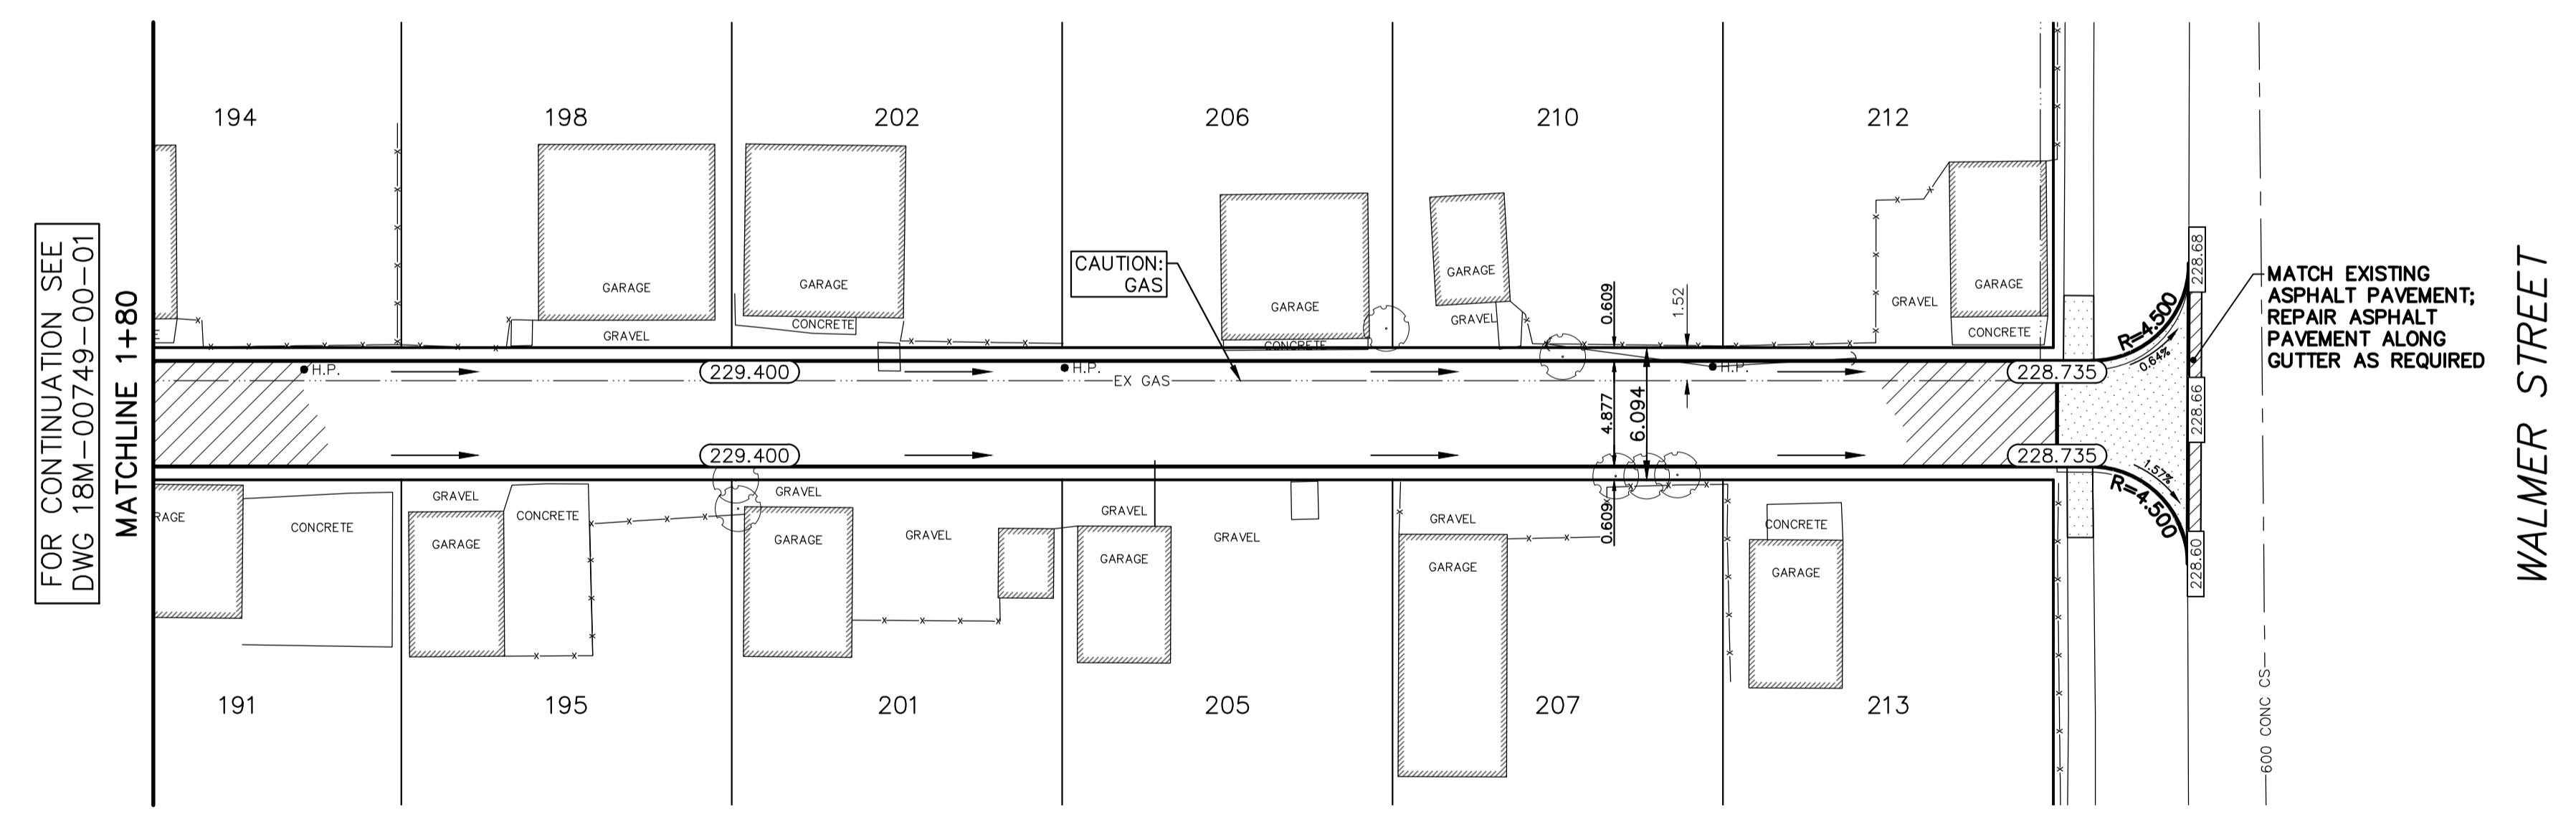 FOR CONTINUATION SEE
DWG 18M-00749-00-01
MATCHLINE 1+80
194
198
202
206
210
212
GARAGE
GRAVEL
GARAGE
CONCRETE
CAUTION:
GAS
GARAGE
CONCRETE
GARAGE
GRAVEL
0.609
1.52
GRAVEL
GARAGE
CONCRETE
E
H.P.
229.400
H.P.
EX GAS
H.P.
228.735
4.877
6.094
229.400
228.735
R=4.500
0.64%
1.57%
R=4.500
228.68
228.66
228.60
MATCH EXISTING
ASPHALT PAVEMENT;
REPAIR ASPHALT
PAVEMENT ALONG
GUTTER AS REQUIRED
WALMER STREET
600 CONC CS
RAGE
CONCRETE
GRAVEL
GARAGE
CONCRETE
GRAVEL
GARAGE
GRAVEL
GRAVEL
GARAGE
GRAVEL
GRAVEL
GARAGE
0.609
CONCRETE
GARAGE
191
195
201
205
207
213